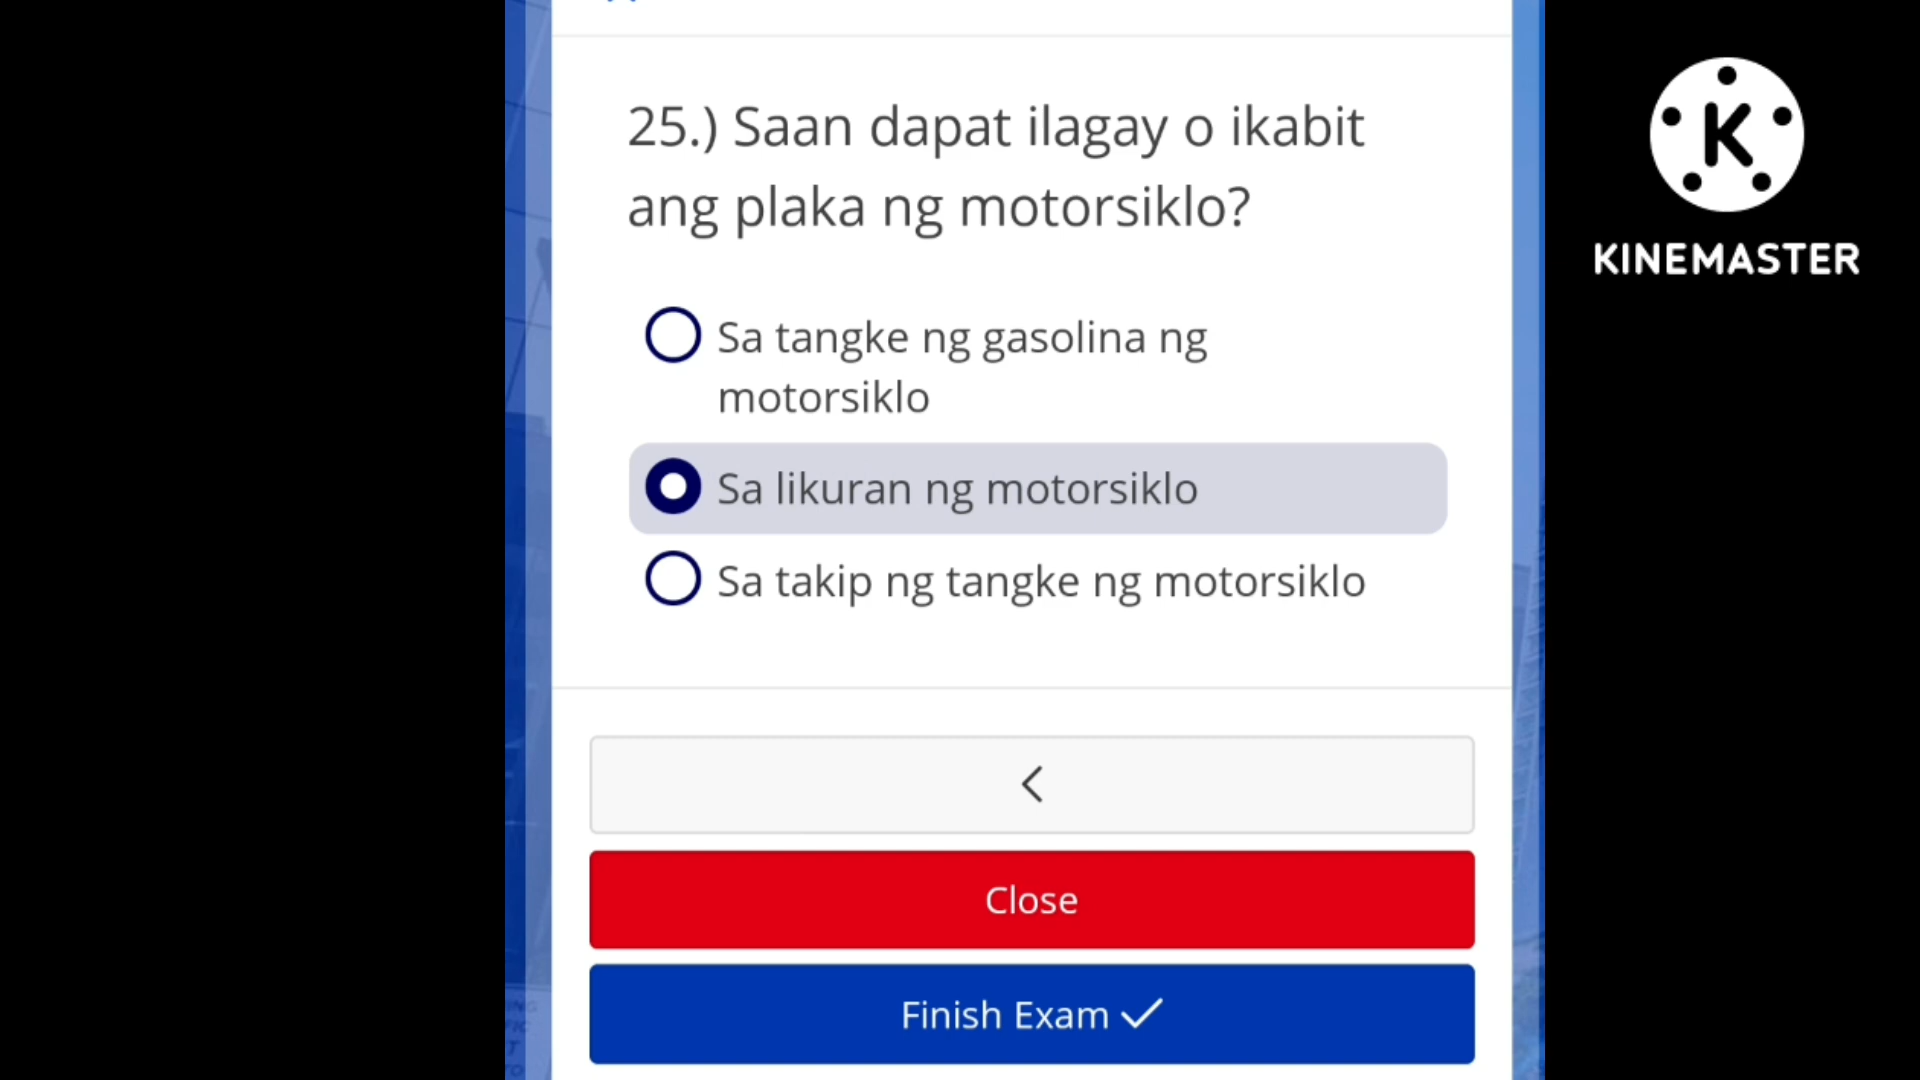 25.) Saan dapat ilagay o ikabit
ang plaka ng motorsiklo?
Sa tangke ng gasolina ng
motorsiklo
Sa likuran ng motorsiklo
Sa takip ng tangke ng motorsiklo
<
Close
Finish Exam ✓
K
KINEMASTER